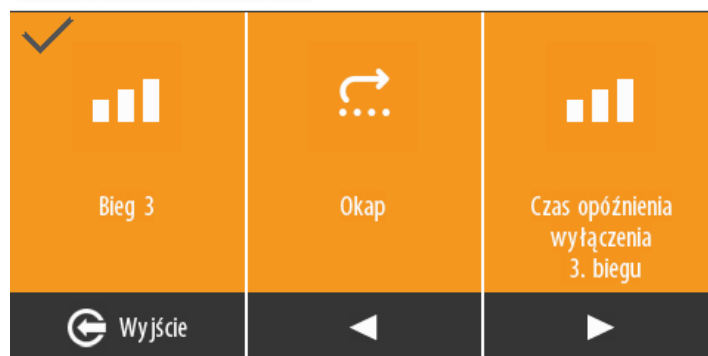 Bieg 3
Okap
Czas opóźnienia
wyłączenia
3. biegu
Wyjście